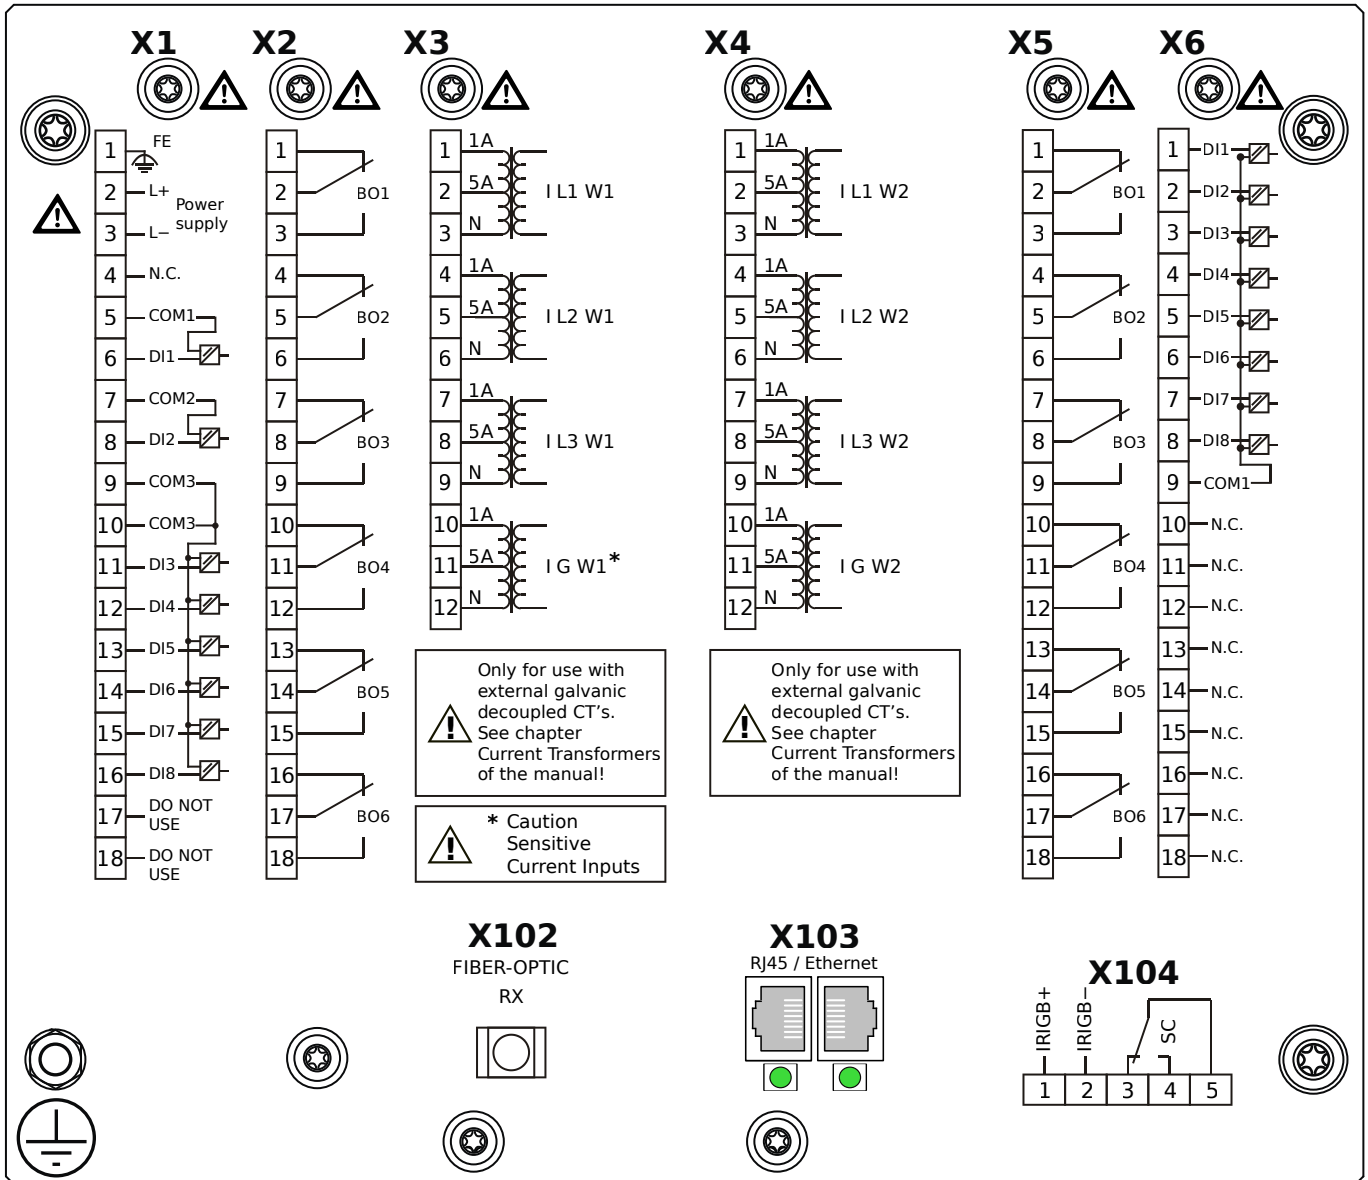 X1
X2
X3
X4
X5
X6
1 FE
2 L+
Power
supply
3 L−
4 N.C.
5 COM1
6 DI1
7 COM2
8 DI2
9 COM3
10 COM3
11 DI3
12 DI4
13 DI5
14 DI6
15 DI7
16 DI8
17 DO NOT
USE
18 DO NOT
USE
1
2 BO1
3
4
5 BO2
6
7
8 BO3
9
10
11 BO4
12
13
14 BO5
15
16
17 BO6
18
1 1A
2 5A I L1 W1
3 N
4 1A
5 5A I L2 W1
6 N
7 1A
8 5A I L3 W1
9 N
10 1A
11 5A I G W1*
12 N
Only for use with
external galvanic
decoupled CT's.
See chapter
Current Transformers
of the manual!
* Caution
Sensitive
Current Inputs
1 1A
2 5A I L1 W2
3 N
4 1A
5 5A I L2 W2
6 N
7 1A
8 5A I L3 W2
9 N
10 1A
11 5A I G W2
12 N
Only for use with
external galvanic
decoupled CT's.
See chapter
Current Transformers
of the manual!
1
2 BO1
3
4
5 BO2
6
7
8 BO3
9
10
11 BO4
12
13
14 BO5
15
16
17 BO6
18
1 DI1
2 DI2
3 DI3
4 DI4
5 DI5
6 DI6
7 DI7
8 DI8
9 COM1
10 N.C.
11 N.C.
12 N.C.
13 N.C.
14 N.C.
15 N.C.
16 N.C.
17 N.C.
18 N.C.
X102
FIBER-OPTIC
RX
X103
RJ45 / Ethernet
X104
IRIGB+
IRIGB−
SC
1 2 3 4 5